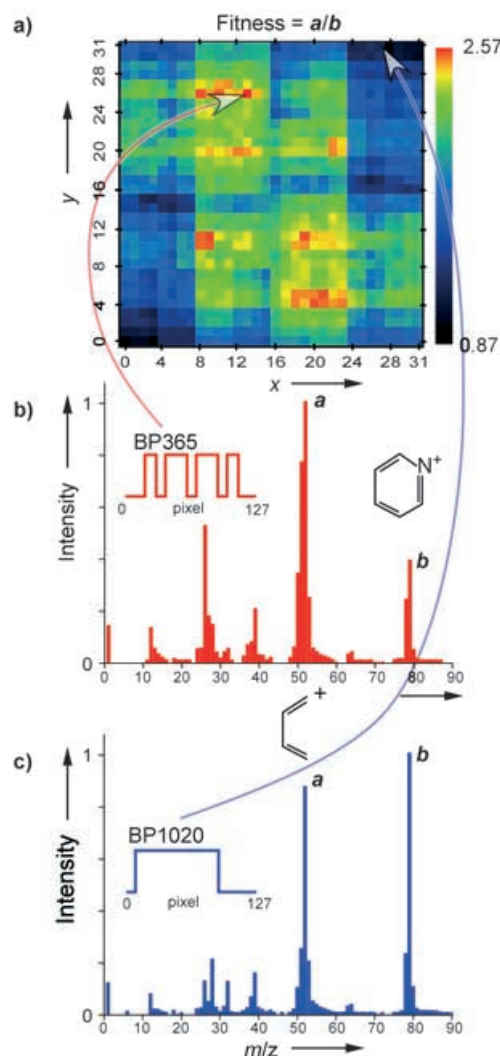 a)
Fitness = a/b
y
31
28
24
20
16
12
8
4
0
0 4 8 12 16 20 24 28 31
x
2.57
0.87
b)
Intensity
1
0
a
b
BP365
0 pixel 127
N+
0 10 20 30 40 50 60 70 80 90
+
c)
Intensity
1
0
a
b
BP1020
0 pixel 127
0 10 20 30 40 50 60 70 80 90
m/z